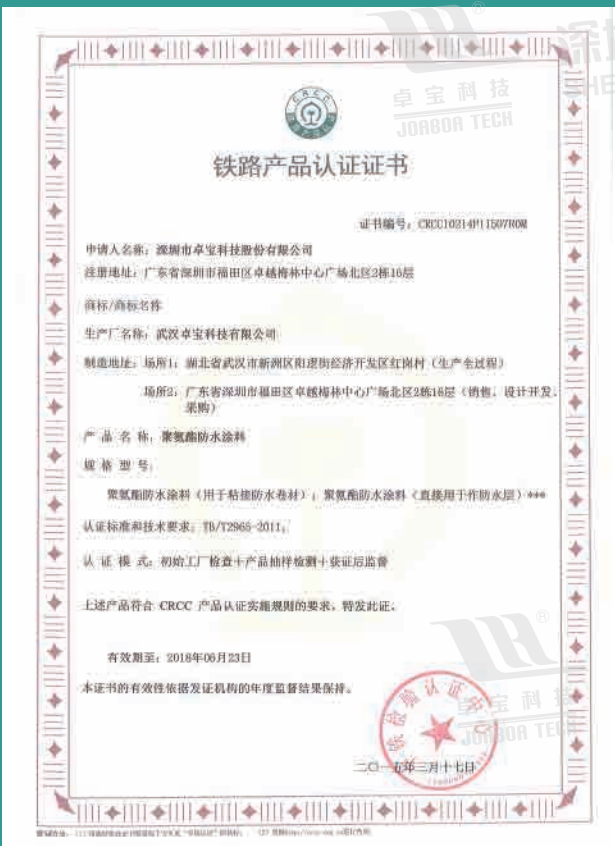 深圳
SHE
卓宝科技
JOABOA TECH
CRCC
铁路产品认证证书
证书编号：CRCC10214P11507R0M
申请人名称：深圳市卓宝科技股份有限公司
注册地址：广东省深圳市福田区卓越梅林中心广场北区2栋16层
商标/商标名称
生产厂名称：武汉卓宝科技有限公司
制造地址：场所1：湖北省武汉市新洲区阳逻街经济开发区红岗村（生产全过程）
场所2：广东省深圳市福田区卓越梅林中心广场北区2栋16层（销售、设计开发、
采购）
产品名称：聚氨酯防水涂料
规格型号：
聚氨酯防水涂料（用于粘接防水卷材）；聚氨酯防水涂料（直接用于作防水层）***
认证标准和技术要求：TB/T2965-2011；
认证模式：初始工厂检查＋产品抽样检测＋获证后监督
上述产品符合 CRCC 产品认证实施规则的要求，特发此证。
有效期至：2018年06月23日
本证书的有效性依据发证机构的年度监督结果保持。
检验认证中心
卓宝科技
JOABOA TECH
二〇一五年三月十七日